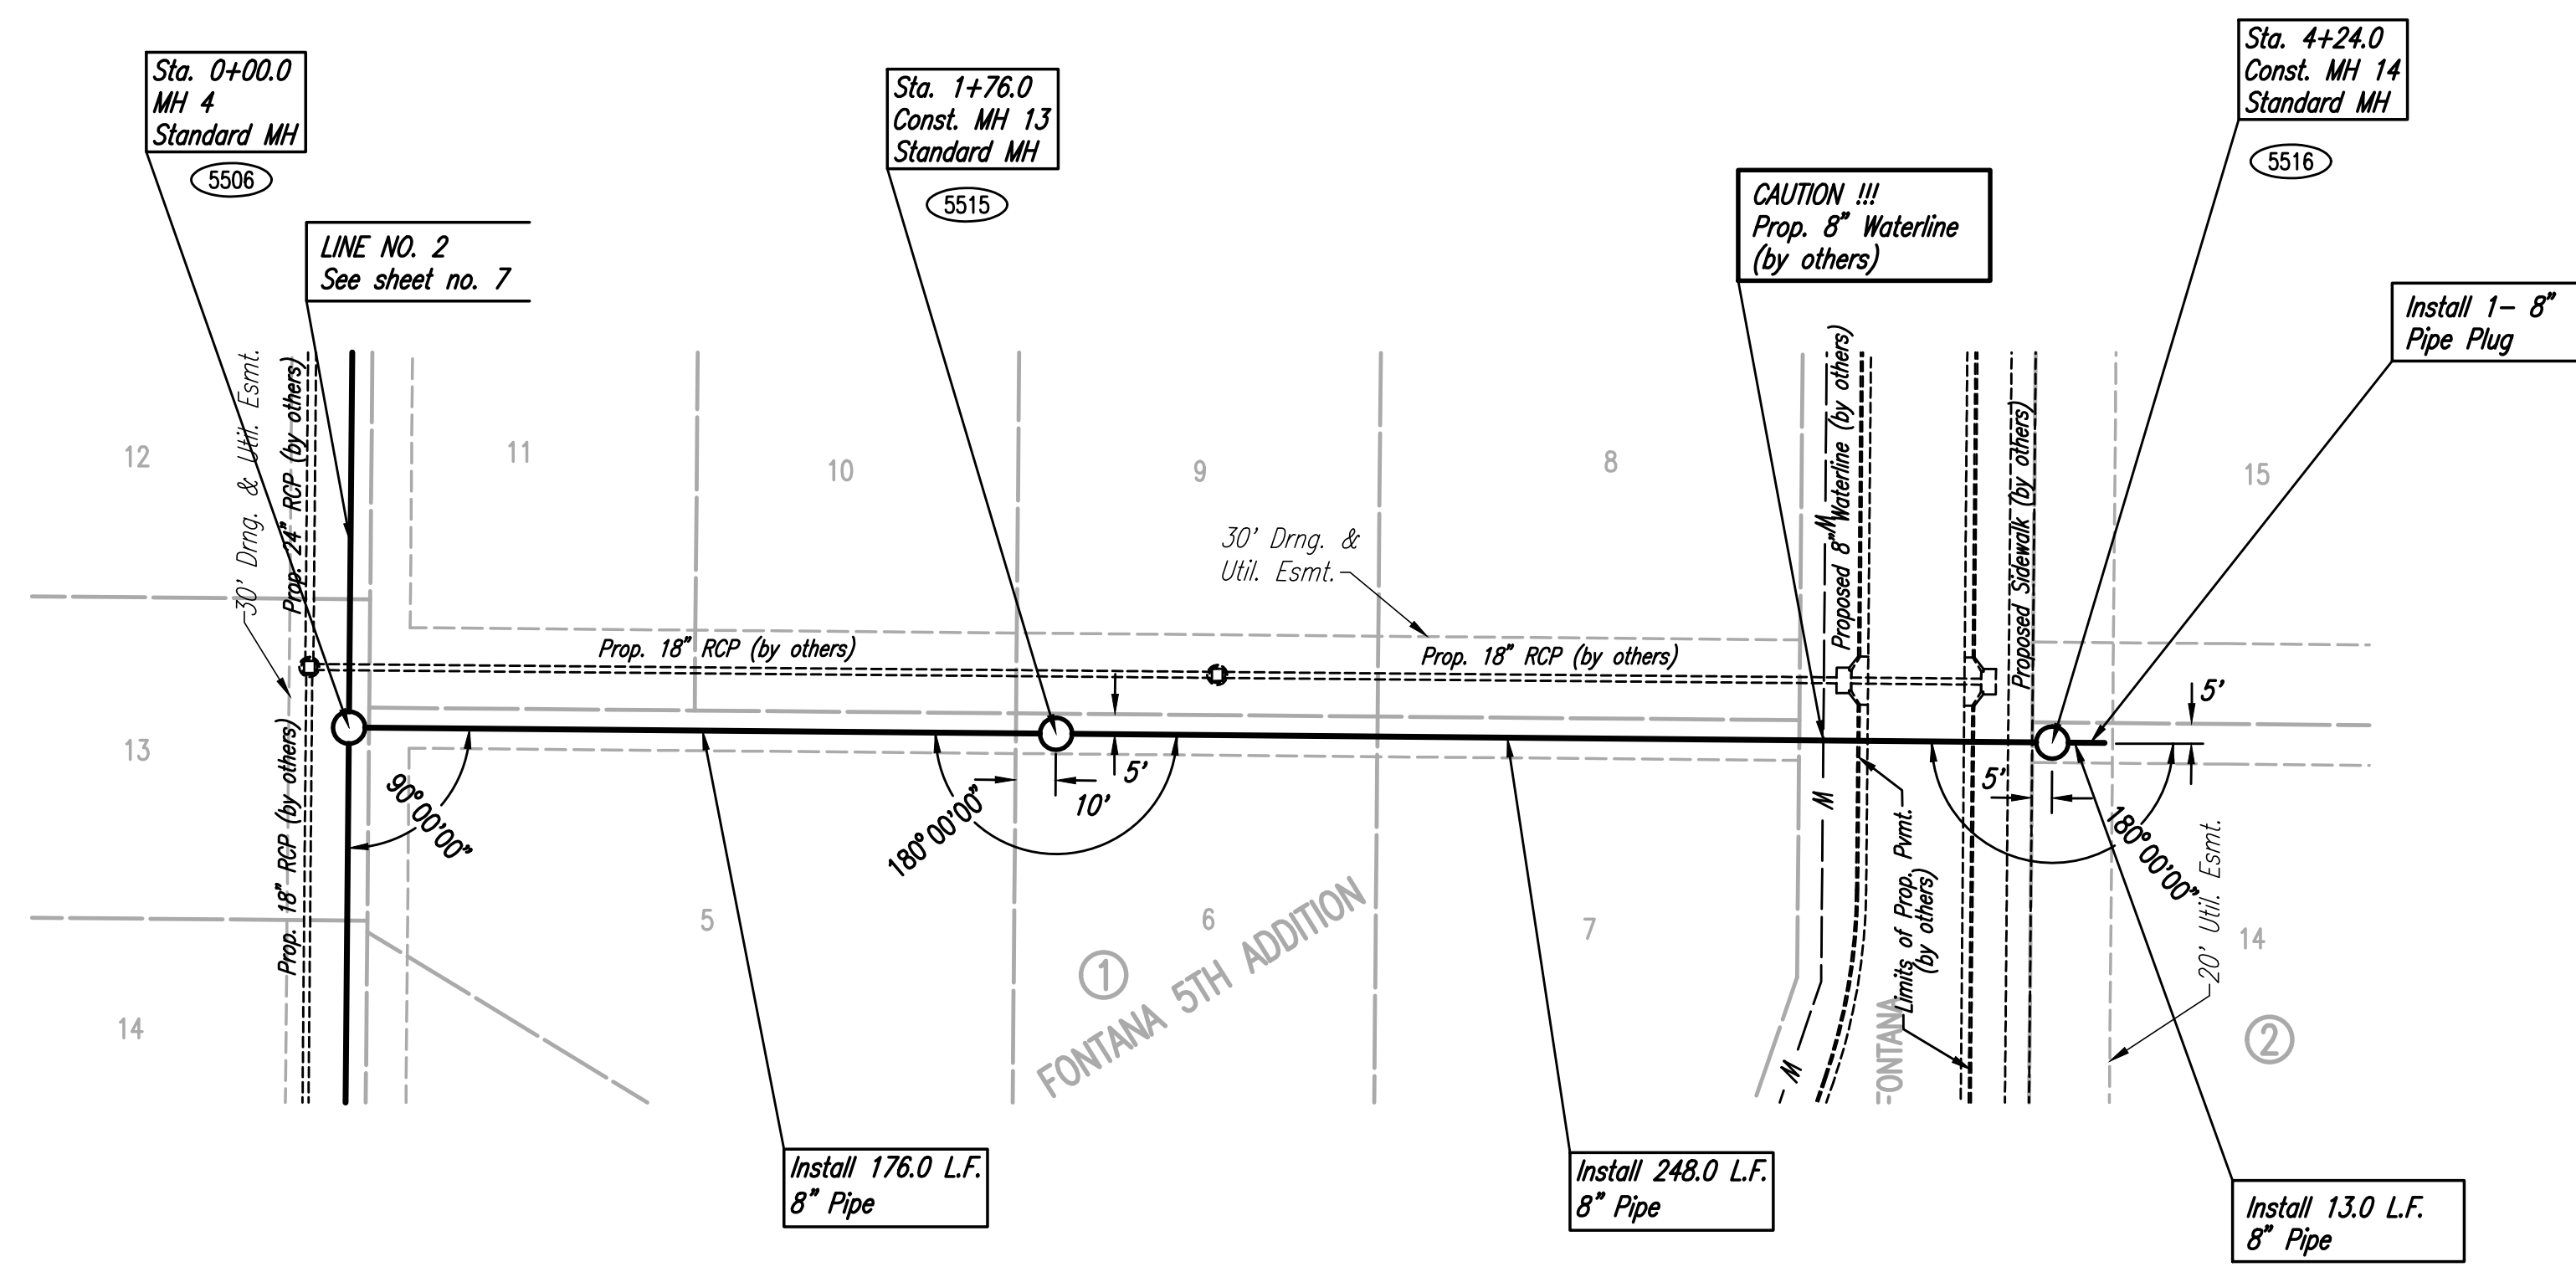 Sta. 0+00.0
MH 4
Standard MH
5506
LINE NO. 2
See sheet no. 7
Sta. 1+76.0
Const. MH 13
Standard MH
5515
CAUTION !!!
Prop. 8" Waterline
(by others)
Sta. 4+24.0
Const. MH 14
Standard MH
5516
Install 1- 8"
Pipe Plug
30' Drng. & Util. Esmt.
Prop. 24" RCP (by others)
12
11
10
9
8
15
30' Drng. &
Util. Esmt.
Proposed 8" Waterline (by others)
W
Proposed Sidewalk (by others)
Prop. 18" RCP (by others)
Prop. 18" RCP (by others)
5'
13
Prop. 18" RCP (by others)
90°00'00"
180°00'00"
5'
10'
W
5'
180°00'00"
Limits of Prop. Pvmt.
(by others)
20' Util. Esmt.
5
6
7
14
14
1
FONTANA 5TH ADDITION
FONTANA
W
2
Install 176.0 L.F.
8" Pipe
Install 248.0 L.F.
8" Pipe
Install 13.0 L.F.
8" Pipe